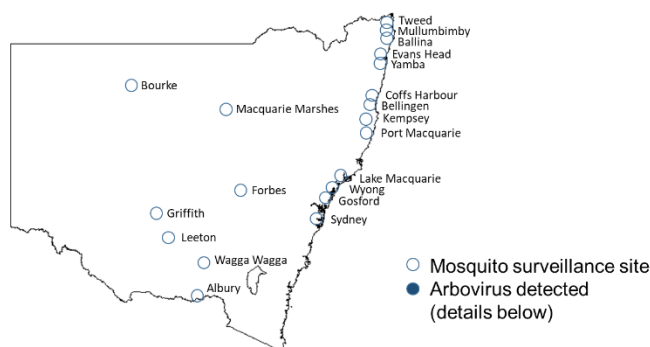 Tweed
Mullumbimby
Ballina
Evans Head
Yamba
Bourke
Coffs Harbour
Macquarie Marshes
Bellingen
Kempsey
Port Macquarie
Lake Macquarie
Forbes
Wyong
Gosford
Griffith
Sydney
Leeton
Wagga Wagga
Albury
Mosquito surveillance site
Arbovirus detected
(details below)